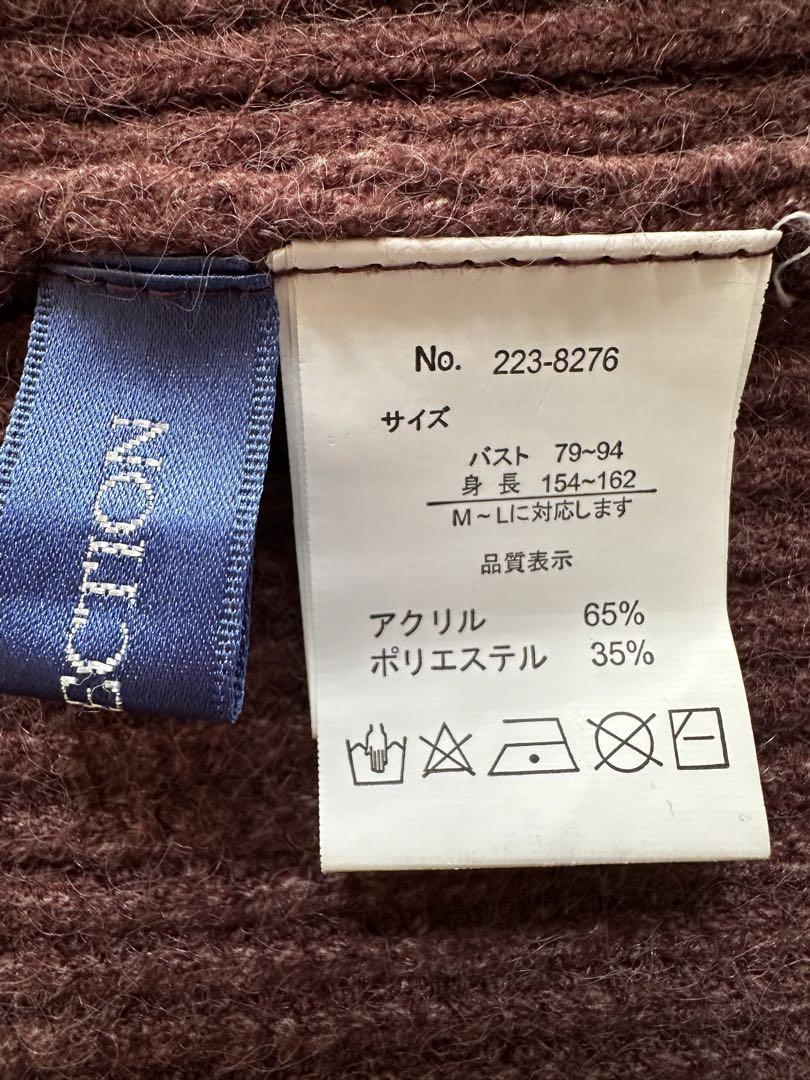 No. 223-8276
サイズ
バスト 79~94
身 長 154~162
M~Lに対応します
品質表示
アクリル 65%
ポリエステル 35%